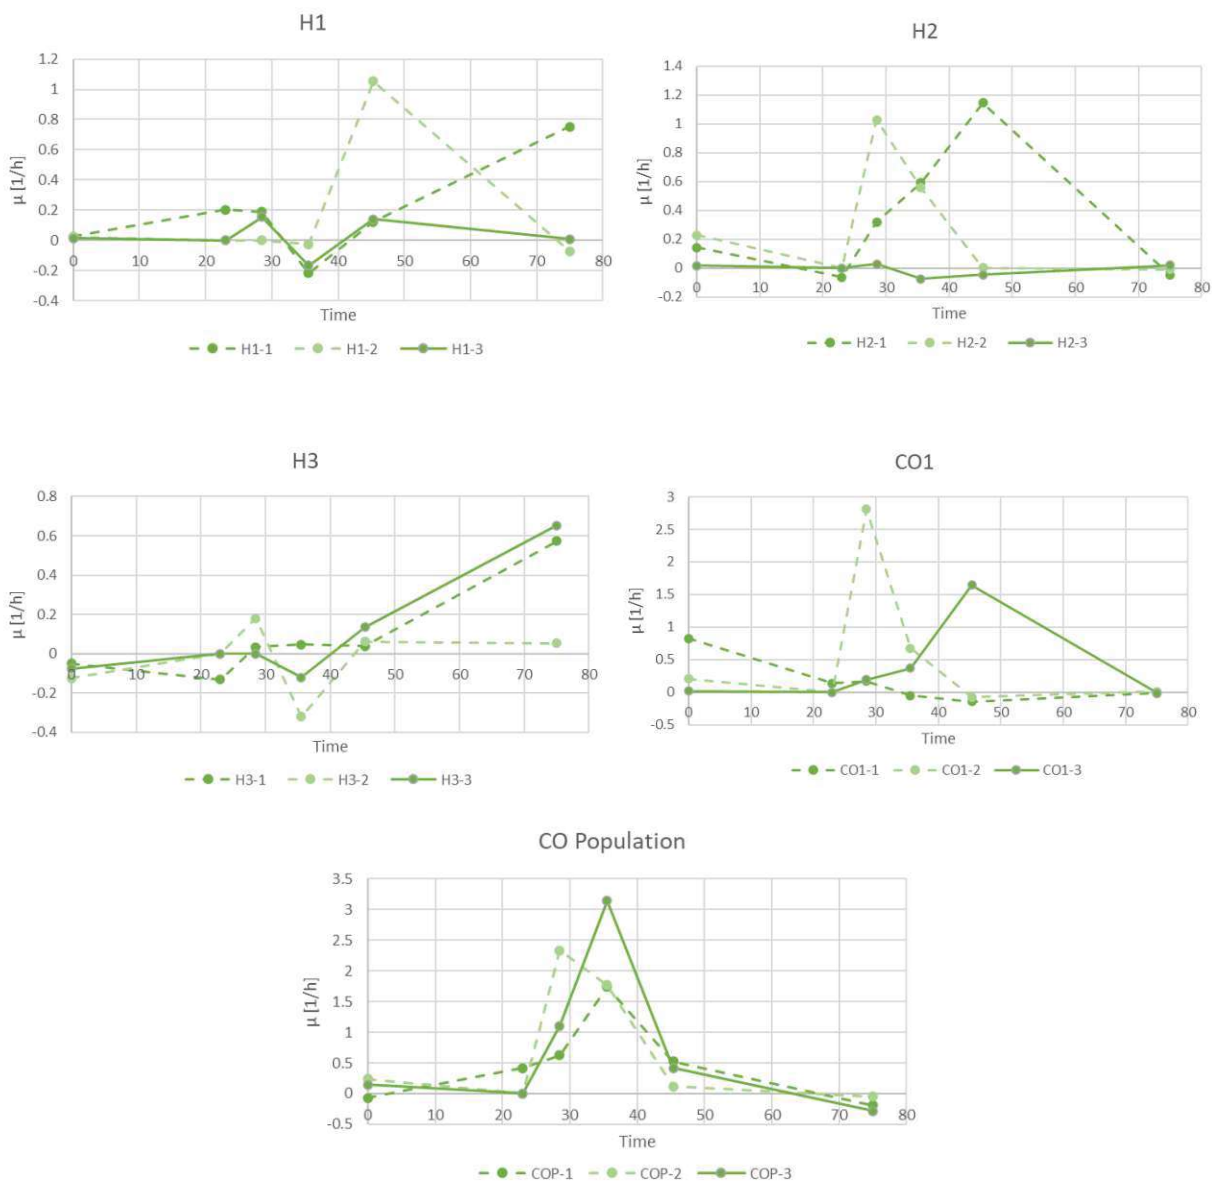 H1
1.2
1
0.8
0.6
0.4
0.2
0
-0.2
-0.4
0 10 20 30 40 50 60 70 80
μ [1/h]
Time
H1-1 H1-2 H1-3
H2
1.4
1.2
1
0.8
0.6
0.4
0.2
0
-0.2
0 10 20 30 40 50 60 70 80
μ [1/h]
Time
H2-1 H2-2 H2-3
H3
0.8
0.6
0.4
0.2
0
-0.2
-0.4
0 10 20 30 40 50 60 70 80
μ [1/h]
Time
H3-1 H3-2 H3-3
CO1
3
2.5
2
1.5
1
0.5
0
-0.5
0 10 20 30 40 50 60 70 80
μ [1/h]
Time
CO1-1 CO1-2 CO1-3
CO Population
3.5
3
2.5
2
1.5
1
0.5
0
-0.5
0 10 20 30 40 50 60 70 80
μ [1/h]
Time
COP-1 COP-2 COP-3